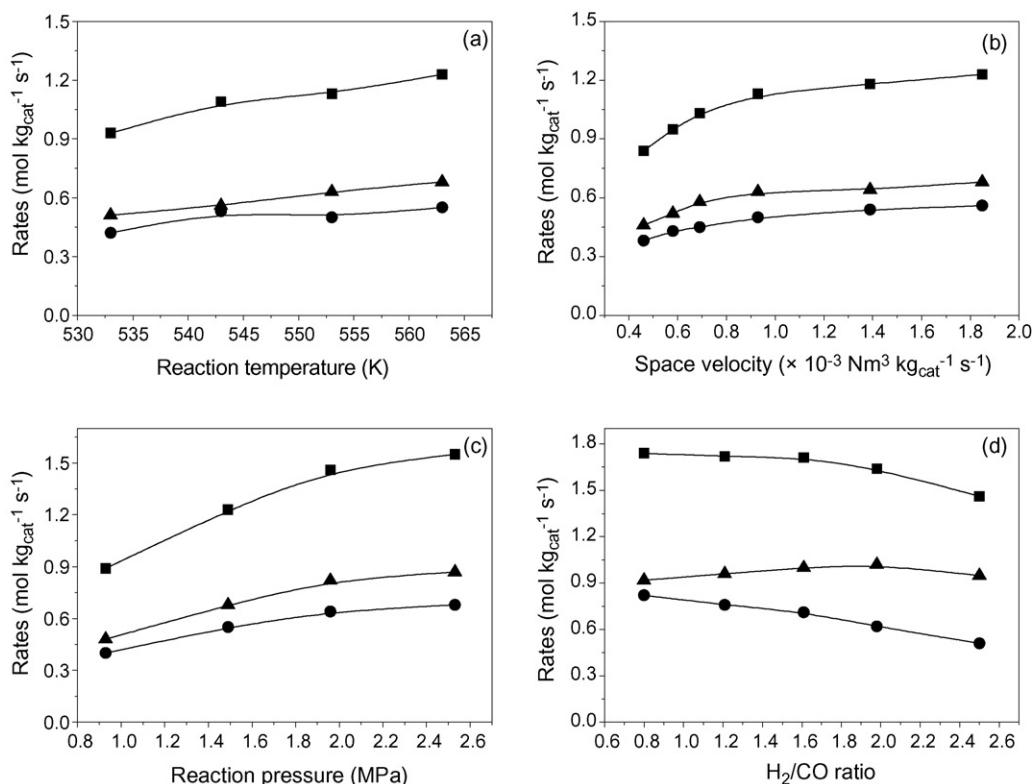 (a)
Rates (mol kgcat⁻¹ s⁻¹)
1.5
1.2
0.9
0.6
0.3
0.0
530 535 540 545 550 555 560 565
Reaction temperature (K)
(b)
Rates (mol kgcat⁻¹ s⁻¹)
1.5
1.2
0.9
0.6
0.3
0.0
0.4 0.6 0.8 1.0 1.2 1.4 1.6 1.8 2.0
Space velocity (× 10⁻³ Nm³ kgcat⁻¹ s⁻¹)
(c)
Rates (mol kgcat⁻¹ s⁻¹)
1.5
1.2
0.9
0.6
0.3
0.0
0.8 1.0 1.2 1.4 1.6 1.8 2.0 2.2 2.4 2.6
Reaction pressure (MPa)
(d)
Rates (mol kgcat⁻¹ s⁻¹)
1.8
1.5
1.2
0.9
0.6
0.3
0.0
0.6 0.8 1.0 1.2 1.4 1.6 1.8 2.0 2.2 2.4 2.6
H₂/CO ratio